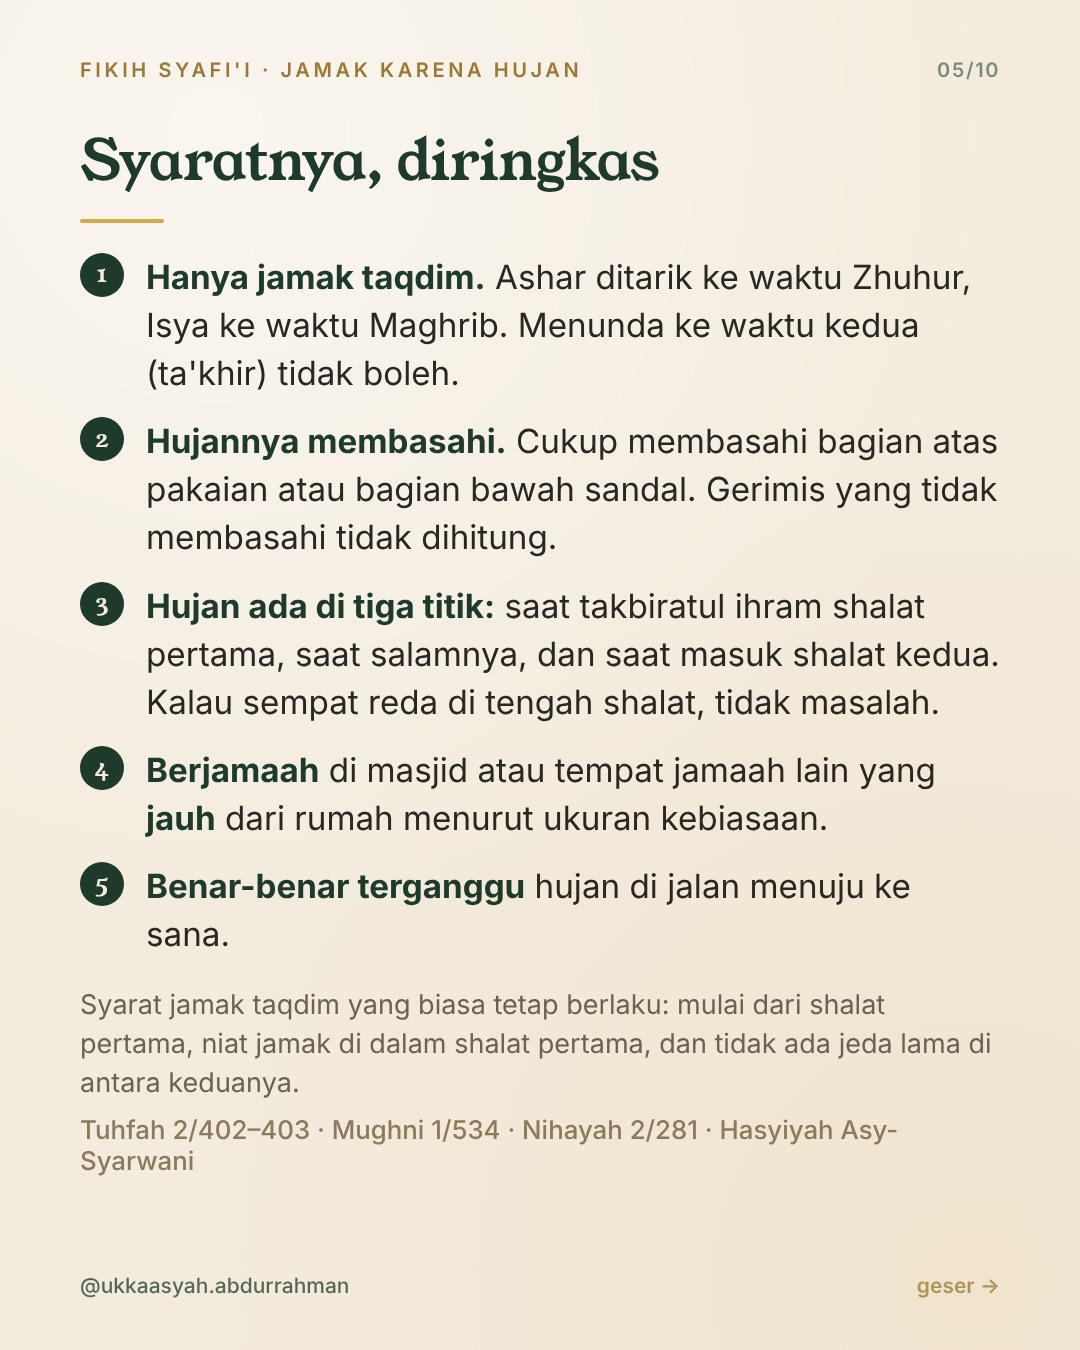 FIKIH SYAFI'I · JAMAK KARENA HUJAN
05/10
Syaratnya, diringkas
1 Hanya jamak taqdim. Ashar ditarik ke waktu Zhuhur,
Isya ke waktu Maghrib. Menunda ke waktu kedua
(ta'khir) tidak boleh.
2 Hujannya membasahi. Cukup membasahi bagian atas
pakaian atau bagian bawah sandal. Gerimis yang tidak
membasahi tidak dihitung.
3 Hujan ada di tiga titik: saat takbiratul ihram shalat
pertama, saat salamnya, dan saat masuk shalat kedua.
Kalau sempat reda di tengah shalat, tidak masalah.
4 Berjamaah di masjid atau tempat jamaah lain yang
jauh dari rumah menurut ukuran kebiasaan.
5 Benar-benar terganggu hujan di jalan menuju ke
sana.
Syarat jamak taqdim yang biasa tetap berlaku: mulai dari shalat
pertama, niat jamak di dalam shalat pertama, dan tidak ada jeda lama di
antara keduanya.
Tuhfah 2/402–403 · Mughni 1/534 · Nihayah 2/281 · Hasyiyah Asy-
Syarwani
@ukkaasyah.abdurrahman
geser →